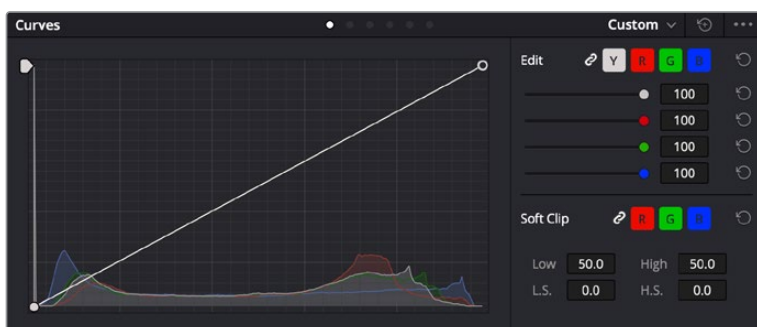 Curves
Custom
Edit Y R G B
100
100
100
100
Soft Clip R G B
Low 50.0 High 50.0
L.S. 0.0 H.S. 0.0